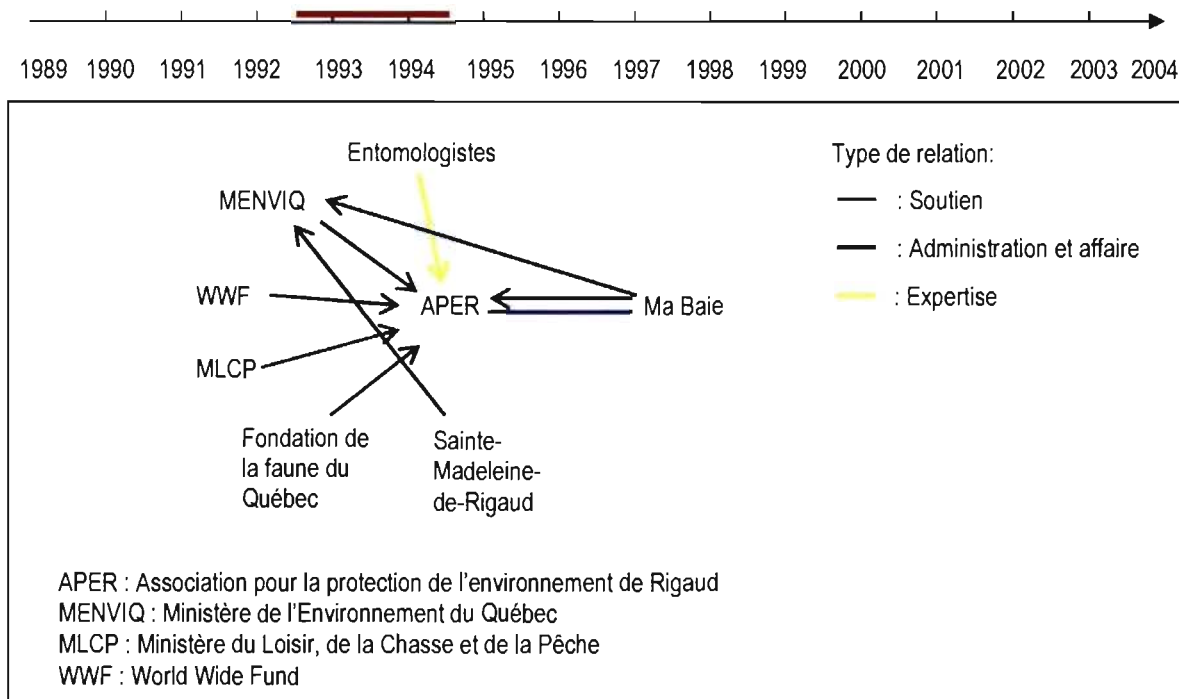 1989 1990 1991 1992 1993 1994 1995 1996 1997 1998 1999 2000 2001 2002 2003 2004
Entomologistes
MENVIQ
WWF
APER
Ma Baie
MLCP
Fondation de
la faune du
Québec
Sainte-
Madeleine-
de-Rigaud
Type de relation:
: Soutien
: Administration et affaire
: Expertise
APER : Association pour la protection de l'environnement de Rigaud
MENVIQ : Ministère de l'Environnement du Québec
MLCP : Ministère du Loisir, de la Chasse et de la Pêche
WWF : World Wide Fund